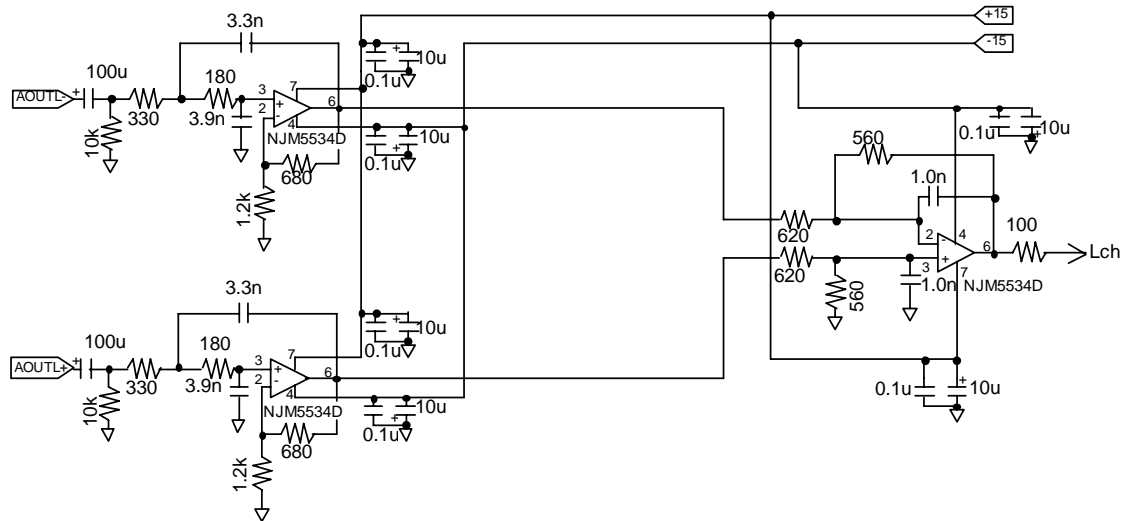 +15
-15
3.3n
100u
AOUTL-
+
330
180
10k
3.9n
3
2
+
-
7
4
6
NJM5534D
680
1.2k
0.1u
+
10u
0.1u
+
10u
560
1.0n
620
620
560
2
3
-
+
4
7
6
1.0n
NJM5534D
100
Lch
0.1u
10u
+
3.3n
100u
AOUTL+
+
330
180
10k
3.9n
3
2
+
-
7
4
6
NJM5534D
680
1.2k
0.1u
+
10u
0.1u
+
10u
0.1u
+
10u